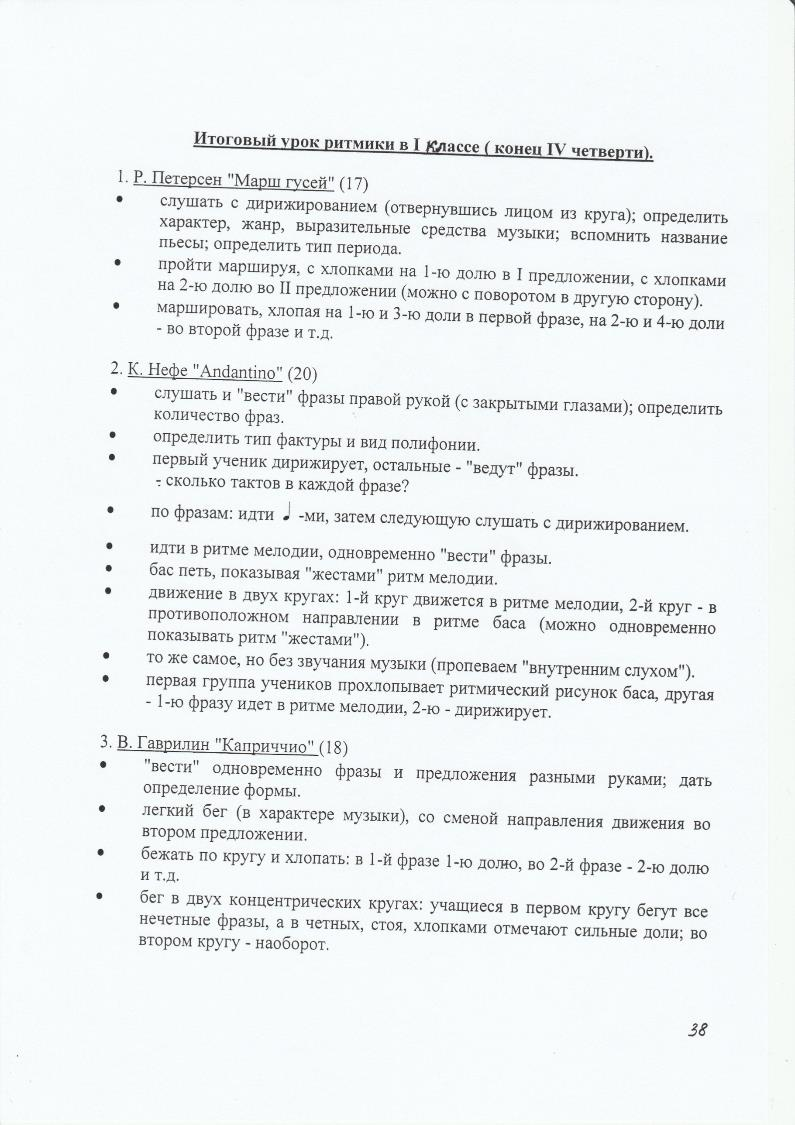 Итоговый урок ритмики в I классе ( конец IV четверти).
1. Р. Петерсен "Марш гусей" (17)
• слушать с дирижированием (отвернувшись лицом из круга); определить
характер, жанр, выразительные средства музыки; вспомнить название
пьесы; определить тип периода.
• пройти маршируя, с хлопками на 1-ю долю в I предложении, с хлопками
на 2-ю долю во II предложении (можно с поворотом в другую сторону).
• маршировать, хлопая на 1-ю и 3-ю доли в первой фразе, на 2-ю и 4-ю доли
- во второй фразе и т.д.
2. К. Нефе "Andantino" (20)
• слушать и "вести" фразы правой рукой (с закрытыми глазами); определить
количество фраз.
• определить тип фактуры и вид полифонии.
• первый ученик дирижирует, остальные - "ведут" фразы.
- сколько тактов в каждой фразе?
• по фразам: идти ♩ -ми, затем следующую слушать с дирижированием.
• идти в ритме мелодии, одновременно "вести" фразы.
• бас петь, показывая "жестами" ритм мелодии.
• движение в двух кругах: 1-й круг движется в ритме мелодии, 2-й круг - в
противоположном направлении в ритме баса (можно одновременно
показывать ритм "жестами").
• то же самое, но без звучания музыки (пропеваем "внутренним слухом").
• первая группа учеников прохлопывает ритмический рисунок баса, другая
- 1-ю фразу идет в ритме мелодии, 2-ю - дирижирует.
3. В. Гаврилин "Каприччио" (18)
• "вести" одновременно фразы и предложения разными руками; дать
определение формы.
• легкий бег (в характере музыки), со сменой направления движения во
втором предложении.
• бежать по кругу и хлопать: в 1-й фразе 1-ю долю, во 2-й фразе - 2-ю долю
и т.д.
• бег в двух концентрических кругах: учащиеся в первом кругу бегут все
нечетные фразы, а в четных, стоя, хлопками отмечают сильные доли; во
втором кругу - наоборот.
38